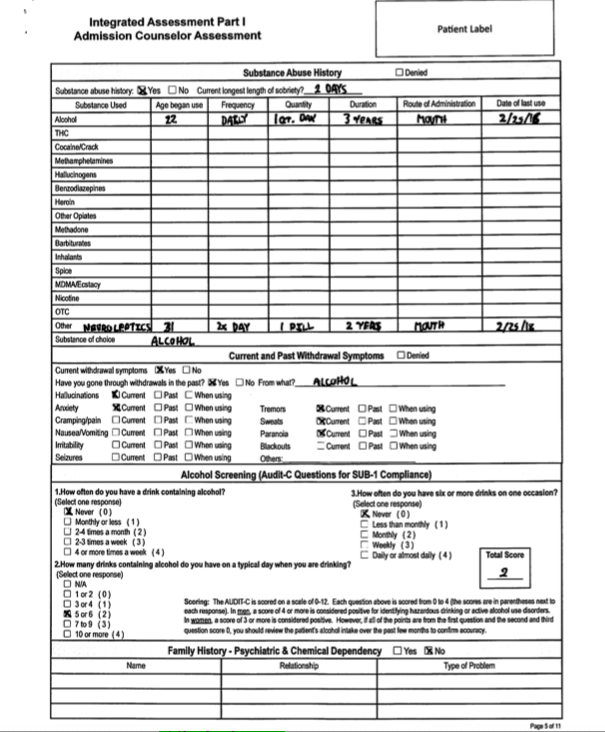 Integrated Assessment Part I
Admission Counselor Assessment
Patient Label
Substance Abuse History ☐ Denied
Substance abuse history: ☒ Yes ☐ No Current longest length of sobriety? 2 DAYS
Substance Used Age began use Frequency Quantity Duration Route of Administration Date of last use
Alcohol 22 DAILY 1 QT. DAY 3 YEARS MOUTH
THC
Cocaine/Crack
Methamphetamines
Hallucinogens
Benzodiazepines
Heroin
Other Opiates
Methadone
Barbiturates
Inhalants
Spice
MDMA/Ecstacy
Nicotine
OTC
Other NEUROLEPTICS 31 2x DAY 1 PILL 2 YEARS MOUTH
Substance of choice ALCOHOL
Current and Past Withdrawal Symptoms ☐ Denied
Current withdrawal symptoms ☒ Yes ☐ No
Have you gone through withdrawals in the past? ☒ Yes ☐ No From what? ALCOHOL
Hallucinations ☒ Current ☐ Past ☐ When using
Anxiety ☒ Current ☐ Past ☐ When using Tremors ☒ Current ☐ Past ☐ When using
Cramping/pain ☐ Current ☐ Past ☐ When using Sweats ☒ Current ☐ Past ☐ When using
Nausea/Vomiting ☐ Current ☐ Past ☐ When using Paranoia ☒ Current ☐ Past ☐ When using
Irritability ☐ Current ☐ Past ☐ When using Blackouts ☐ Current ☐ Past ☐ When using
Seizures ☐ Current ☐ Past ☐ When using Others:
Alcohol Screening (Audit-C Questions for SUB-1 Compliance)
1.How often do you have a drink containing alcohol?
(Select one response)
☒ Never (0)
☐ Monthly or less (1)
☐ 2-4 times a month (2)
☐ 2-3 times a week (3)
☐ 4 or more times a week (4)
2.How many drinks containing alcohol do you have on a typical day when you are drinking?
(Select one response)
☐ N/A
☐ 1 or 2 (0)
☐ 3 or 4 (1)
☒ 5 or 6 (2)
☐ 7 to 9 (3)
☐ 10 or more (4)
3.How often do you have six or more drinks on one occasion?
(Select one response)
☒ Never (0)
☐ Less than monthly (1)
☐ Monthly (2)
☐ Weekly (3)
☐ Daily or almost daily (4)
Total Score
2
Scoring: The AUDIT-C is scored on a scale of 0-12. Each question above is scored from 0 to 4 (the scores are in parentheses next to
each response). In men, a score of 4 or more is considered positive for identifying hazardous drinking or active alcohol use disorders.
In women, a score of 3 or more is considered positive. However, if all of the points are from the first question and the second and third
question score 0, you should review the patient's alcohol intake over the past few months to confirm accuracy.
Family History - Psychiatric & Chemical Dependency ☐ Yes ☒ No
Name Relationship Type of Problem
Page 5 of 11